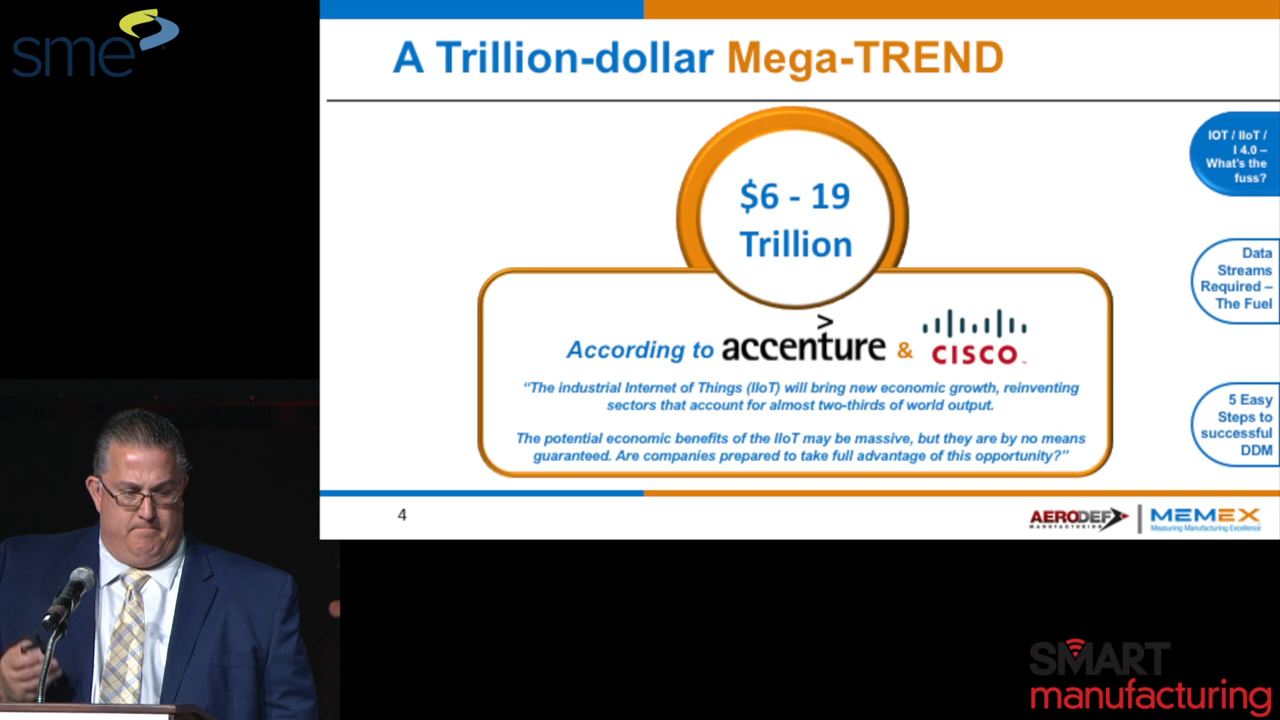 sme
A Trillion-dollar Mega-TREND
$6 - 19
Trillion
According to accenture & CISCO
“The industrial Internet of Things (IIoT) will bring new economic growth, reinventing
sectors that account for almost two-thirds of world output.
The potential economic benefits of the IIoT may be massive, but they are by no means
guaranteed. Are companies prepared to take full advantage of this opportunity?”
IOT / IIoT /
I 4.0 –
What's the
fuss?
Data
Streams
Required –
The Fuel
5 Easy
Steps to
successful
DDM
4
AERODEF
MANUFACTURING
MEMEX
Measuring Manufacturing Excellence
SMART
manufacturing